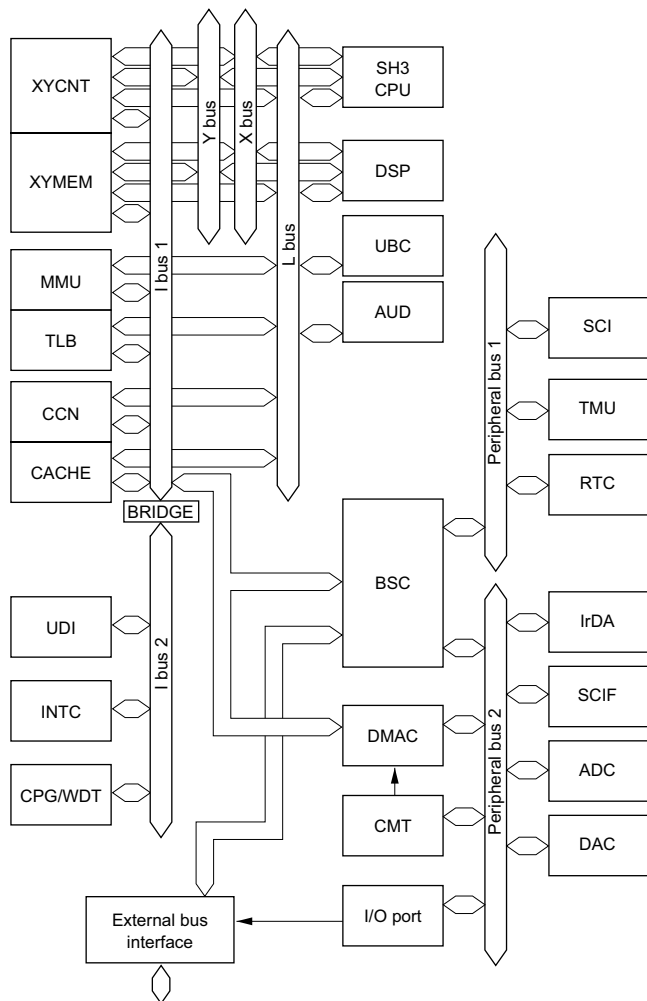 XYCNT
XYMEM
MMU
TLB
CCN
CACHE
BRIDGE
UDI
INTC
CPG/WDT
External bus
interface
I bus 1
Y bus
X bus
L bus
I bus 2
SH3
CPU
DSP
UBC
AUD
BSC
DMAC
CMT
I/O port
Peripheral bus 1
Peripheral bus 2
SCI
TMU
RTC
IrDA
SCIF
ADC
DAC